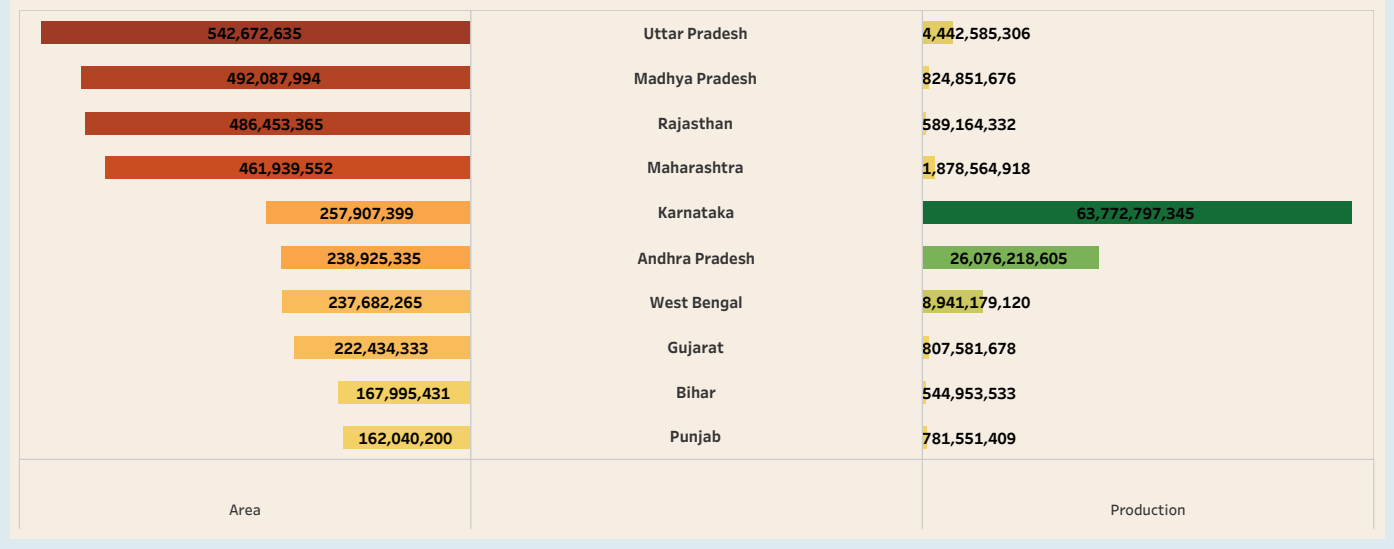 542,672,635 Uttar Pradesh 4,442,585,306
492,087,994 Madhya Pradesh 824,851,676
486,453,365 Rajasthan 589,164,332
461,939,552 Maharashtra 1,878,564,918
257,907,399 Karnataka 63,772,797,345
238,925,335 Andhra Pradesh 26,076,218,605
237,682,265 West Bengal 8,941,179,120
222,434,333 Gujarat 807,581,678
167,995,431 Bihar 544,953,533
162,040,200 Punjab 781,551,409
Area Production